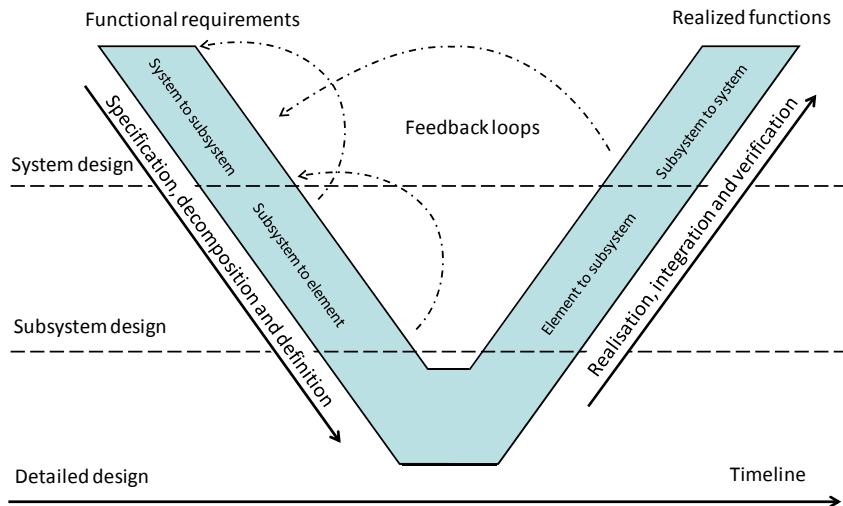 Functional requirements
Realized functions
System to subsystem
Subsystem to system
Specification, decomposition and definition
Feedback loops
Realisation, integration and verification
System design
Subsystem to element
Element to subsystem
Subsystem design
Detailed design
Timeline